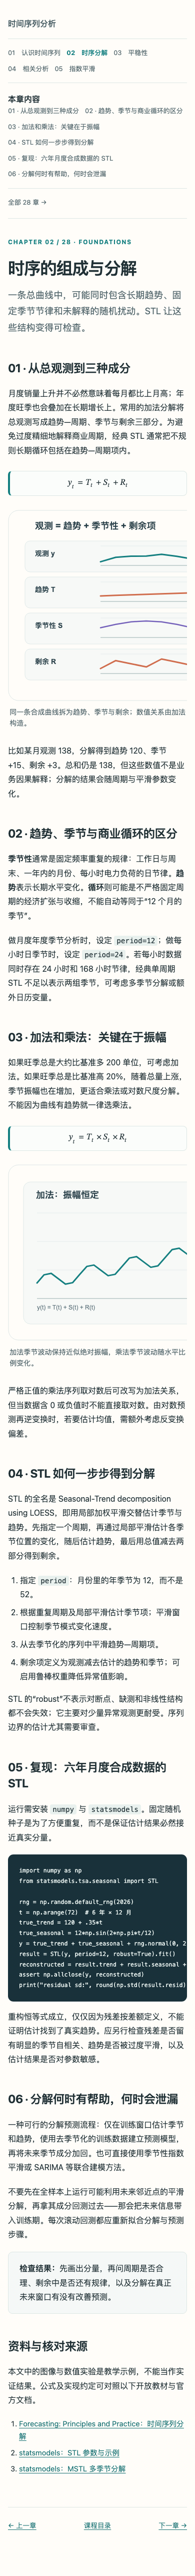 时间序列分析
01 认识时间序列 02 时序分解 03 平稳性
04 相关分析 05 指数平滑
本章内容
01 · 从总观测到三种成分 02 · 趋势、季节与商业循环的区分
03 · 加法和乘法：关键在于振幅
04 · STL 如何一步步得到分解
05 · 复现：六年月度合成数据的 STL
06 · 分解何时有帮助，何时会泄漏
全部 28 章 →
CHAPTER 02 / 28 · FOUNDATIONS
时序的组成与分解
一条总曲线中，可能同时包含长期趋势、固
定季节节律和未解释的随机扰动。STL 让这
些结构变得可检查。
01 · 从总观测到三种成分
月度销量上升并不必然意味着每月都比上月高；年
度旺季也会叠加在长期增长上。常用的加法分解将
总观测写成趋势—周期、季节与剩余三部分。为避
免过度精细地解释商业周期，经典 STL 通常把不规
则长期循环包括在趋势—周期项内。
y_t = T_t + S_t + R_t
观测 = 趋势 + 季节性 + 剩余项
观测 y
趋势 T
季节性 S
剩余 R
同一条合成曲线拆为趋势、季节与剩余；数值关系由加法
构造。
比如某月观测 138，分解得到趋势 120、季节
+15、剩余 +3。总和仍是 138，但这些数值不是业
务因果解释；分解的结果会随周期与平滑参数变
化。
02 · 趋势、季节与商业循环的区分
季节性通常是固定频率重复的规律：工作日与周
末、一年内的月份、每小时电力负荷的日节律。趋
势表示长期水平变化。循环则可能是不严格固定周
期的经济扩张与收缩，不能自动等同于“12 个月的
季节”。
做月度年度季节分析时，设定 period=12；做每小
时日季节时，设定 period=24。若每小时数据
同时存在 24 小时和 168 小时节律，经典单周期
STL 不足以表示两组季节，可考虑多季节分解或额
外日历变量。
03 · 加法和乘法：关键在于振幅
如果旺季总是大约比基准多 200 单位，可考虑加
法。如果旺季总是比基准高 20%，随着总量上涨，
季节振幅也在增加，更适合乘法或对数尺度分解。
不能因为曲线有趋势就一律选乘法。
y_t = T_t × S_t × R_t
加法：振幅恒定
y(t) = T(t) + S(t) + R(t)
加法季节波动保持近似绝对振幅，乘法季节波动随水平比
例变化。
严格正值的乘法序列取对数后可改写为加法关系，
但当数据含 0 或负值时不能直接取对数。由对数预
测再逆变换时，若要估计均值，需额外考虑反变换
偏差。
04 · STL 如何一步步得到分解
STL 的全名是 Seasonal-Trend decomposition
using LOESS，即用局部加权平滑交替估计季节与
趋势。先指定一个周期，再通过局部平滑估计各季
节位置的变化，随后估计趋势，最后用总值减去两
部分得到剩余。
1. 指定 period：月份里的年季节为 12，而不是
52。
2. 根据重复周期及局部平滑估计季节项；平滑窗
口控制季节模式变化速度。
3. 从去季节化的序列中平滑趋势—周期项。
4. 剩余项定义为观测减去估计的趋势和季节；可
启用鲁棒权重降低异常值影响。
STL 的“robust”不表示对断点、缺测和非线性结构
都不会失效；它主要对少量异常观测更耐受。序列
边界的估计尤其需要审查。
05 · 复现：六年月度合成数据的
STL
运行需安装 numpy 与 statsmodels。固定随机
种子是为了方便重复，而不是保证估计结果必然接
近真实分量。
import numpy as np
from statsmodels.tsa.seasonal import STL
rng = np.random.default_rng(2026)
t = np.arange(72)  # 6 年 × 12 月
true_trend = 120 + .35*t
true_seasonal = 12*np.sin(2*np.pi*t/12)
y = true_trend + true_seasonal + rng.normal(0, 2
result = STL(y, period=12, robust=True).fit()
reconstructed = result.trend + result.seasonal +
assert np.allclose(y, reconstructed)
print("residual sd:", round(np.std(result.resid)
重构恒等式成立，仅仅因为残差按差额定义，不能
证明估计找到了真实趋势。应另行检查残差是否留
有明显的季节自相关、趋势是否被过度平滑，以及
估计结果是否对参数敏感。
06 · 分解何时有帮助，何时会泄漏
一种可行的分解预测流程：仅在训练窗口估计季节
和趋势，使用去季节化的训练数据建立预测模型，
再将未来季节成分加回。也可直接使用季节性指数
平滑或 SARIMA 等联合建模方法。
不要先在全样本上运行可能利用未来邻近点的平滑
分解，再拿其成分回测过去——那会把未来信息带
入训练期。每次滚动回测都应重新拟合分解与预测
步骤。
检查结果：先画出分量，再问周期是否合
理、剩余中是否还有规律，以及分解在真正
未来窗口有没有改善预测。
资料与核对来源
本文中的图像与数值实验是教学示例，不能当作实
证结果。公式及实现约定可对照以下开放教材与官
方文档。
1. Forecasting: Principles and Practice：时间序列分
解
2. statsmodels：STL 参数与示例
3. statsmodels：MSTL 多季节分解
← 上一章 课程目录 下一章 →